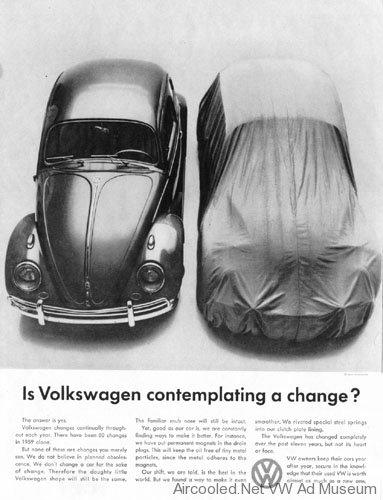 Is Volkswagen contemplating a change?
The answer is yes.
Volkswagen changes continually through-
out each year. There have been 80 changes
in 1959 alone.
But none of these are changes you merely
see. We do not believe in planned obsoles-
cence. We don't change a car for the sake
of change. Therefore the doughty little
Volkswagen shape will still be the same.
The familiar snub nose will still be intact.
Yet, good as our car is, we are constantly
finding ways to make it better. For instance,
we have put permanent magnets in the drain
plugs. This will keep the oil free of tiny metal
particles, since the metal adheres to the
magnets.
Our shift, we are told, is the best in the
world. But we found a way to make it even
smoother. We riveted special steel springs
into our clutch plate lining.
The Volkswagen has changed completely
over the past eleven years, but not its heart
or face.
VW owners keep their cars year
after year, secure in the knowl-
edge that their used VW is worth
almost as much as a new one.
Aircooled.Net VW Ad Museum